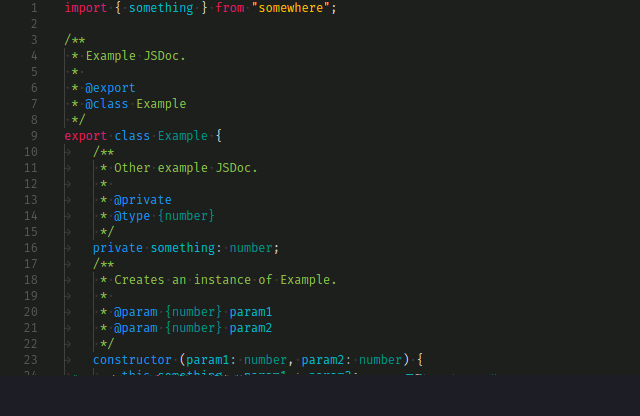 1 import { something } from "somewhere";
2
3 /**
4 * Example JSDoc.
5 *
6 * @export
7 * @class Example
8 */
9 export class Example {
10 /**
11 * Other example JSDoc.
12 *
13 * @private
14 * @type {number}
15 */
16 private something: number;
17 /**
18 * Creates an instance of Example.
19 *
20 * @param {number} param1
21 * @param {number} param2
22 */
23 constructor (param1: number, param2: number) {
24 this.something